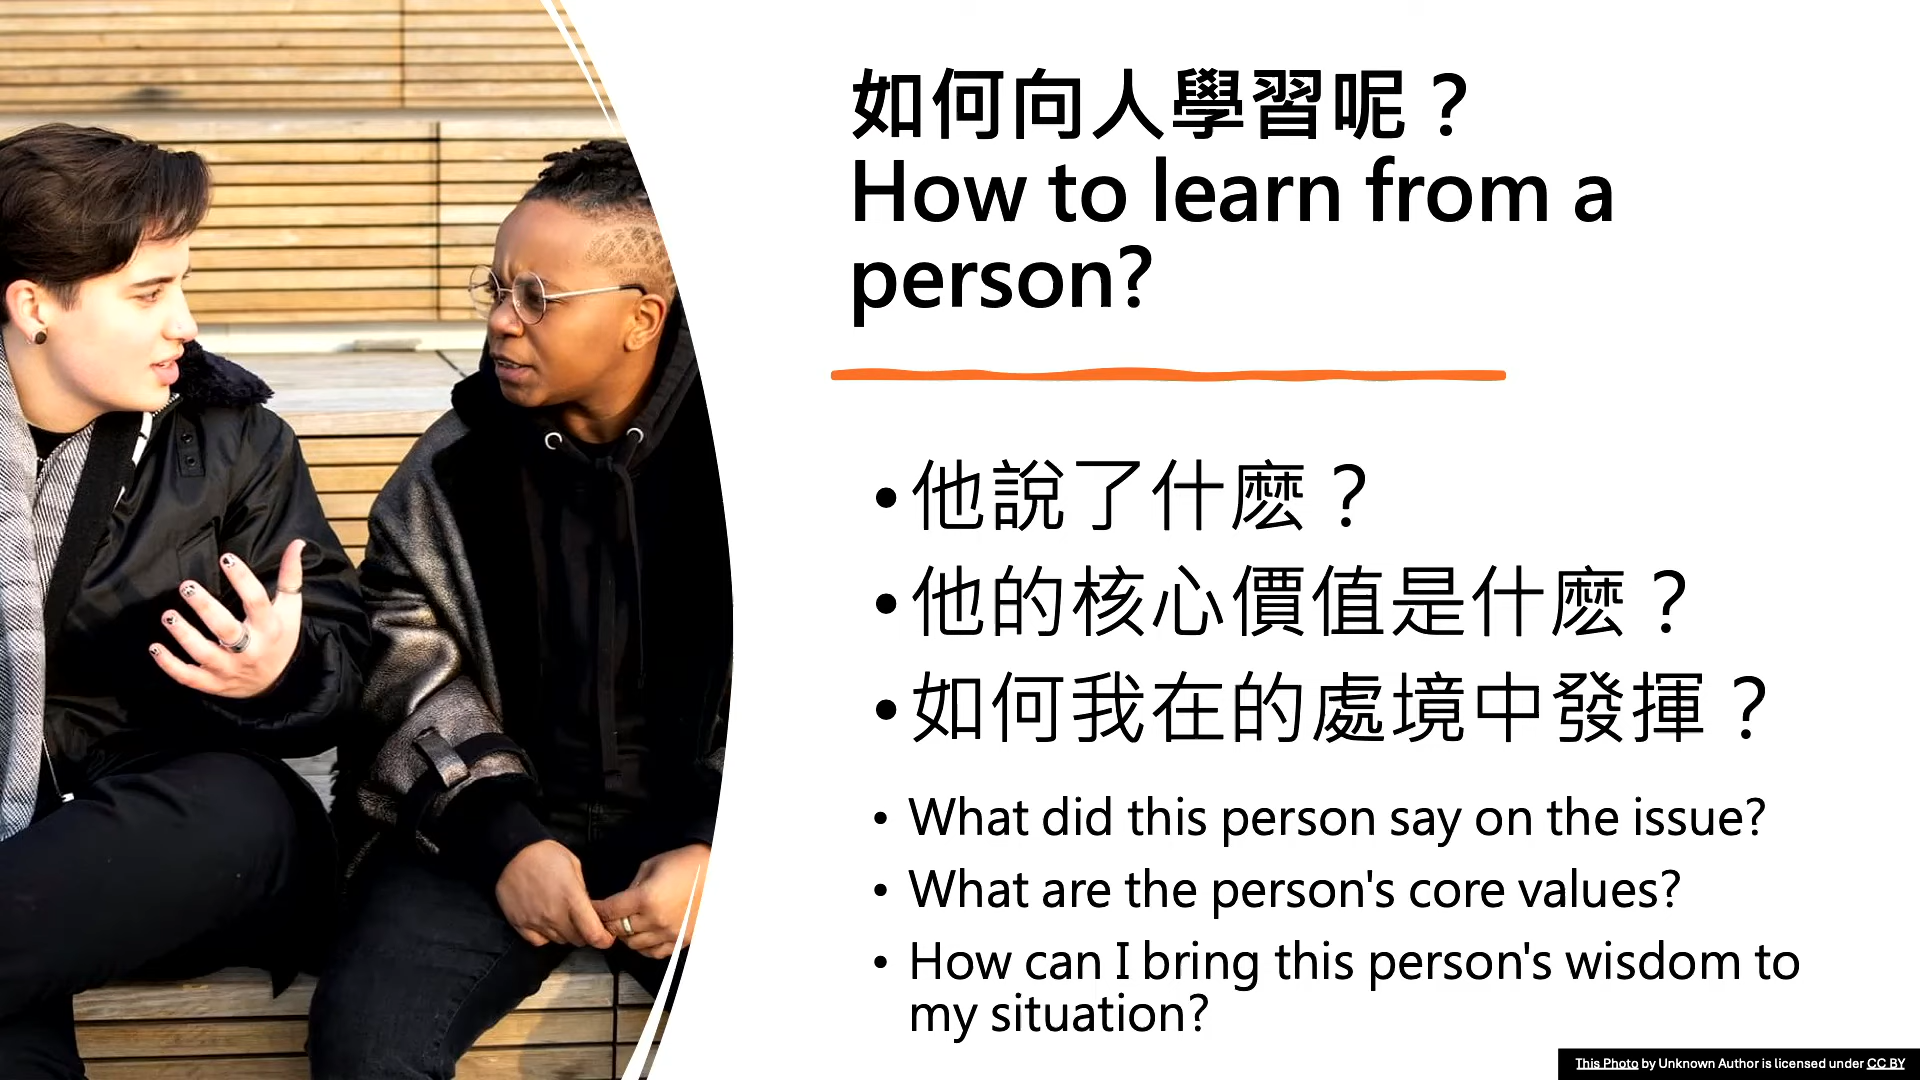 如何向人學習呢？
How to learn from a
person?
•他說了什麽？
•他的核心價值是什麽？
•如何我在的處境中發揮？
• What did this person say on the issue?
• What are the person's core values?
• How can I bring this person's wisdom to
my situation?
This Photo by Unknown Author is licensed under CC BY